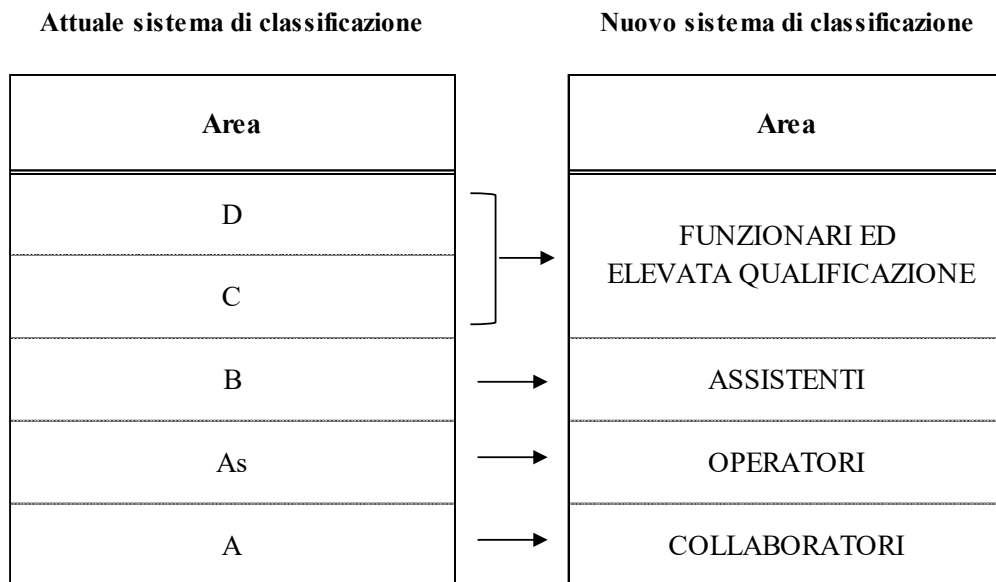 Attuale sistema di classificazione
Nuovo sistema di classificazione
Area
Area
D
FUNZIONARI ED
ELEVATA QUALIFICAZIONE
C
B
ASSISTENTI
As
OPERATORI
A
COLLABORATORI